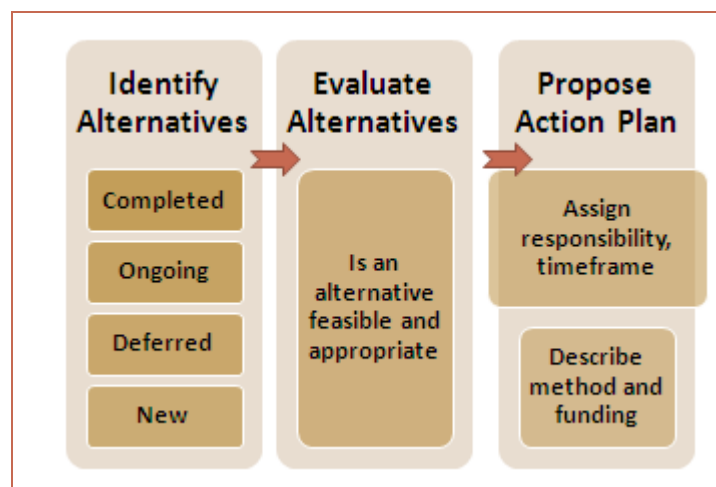 Identify
Alternatives
Completed
Ongoing
Deferred
New
Evaluate
Alternatives
Is an
alternative
feasible and
appropriate
Propose
Action Plan
Assign
responsibility,
timeframe
Describe
method and
funding